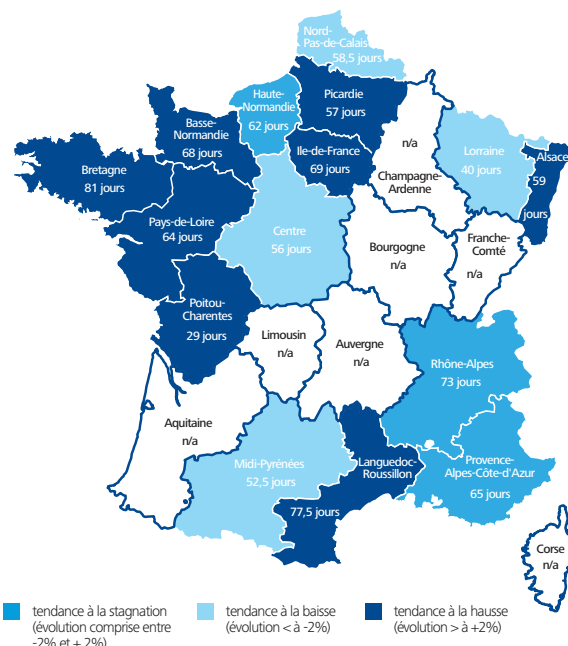 Nord-
Pas-de-Calais
58,5 jours
Haute-
Normandie
62 jours
Picardie
57 jours
Basse-
Normandie
68 jours
Ile-de-France
69 jours
n/a
Champagne-
Ardenne
Lorraine
40 jours
Alsace
59
jours
Bretagne
81 jours
Pays-de-Loire
64 jours
Centre
56 jours
Bourgogne
n/a
Franche-
Comté
n/a
Poitou-
Charentes
29 jours
Limousin
n/a
Auvergne
n/a
Rhône-Alpes
73 jours
Aquitaine
n/a
Midi-Pyrénées
52,5 jours
Languedoc-
Roussillon
77,5 jours
Provence-
Alpes-Côte-d'Azur
65 jours
Corse
n/a
tendance à la stagnation
(évolution comprise entre
-2% et + 2%)
tendance à la baisse
(évolution < à -2%)
tendance à la hausse
(évolution > à +2%)